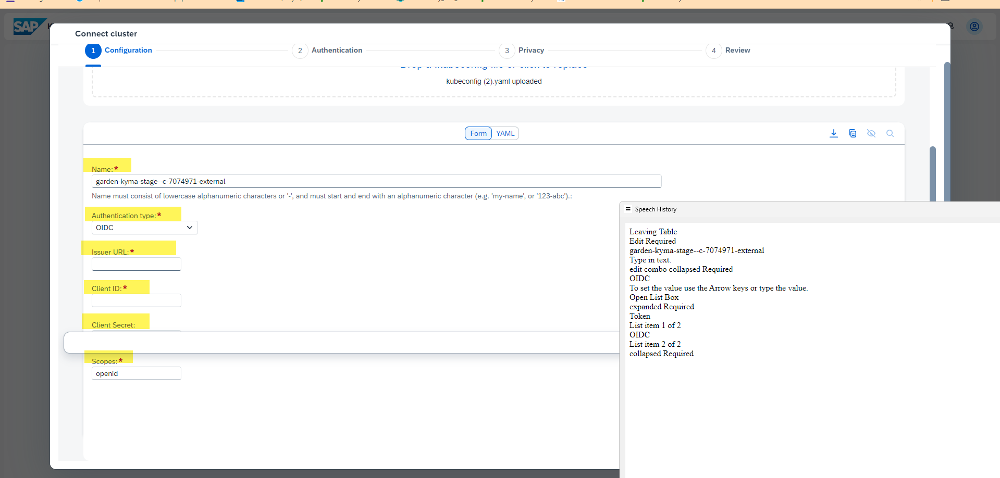 SAP
Connect cluster
1 Configuration
2 Authentication
3 Privacy
4 Review
kubeconfig (2).yaml uploaded
Form YAML
Name:*
garden-kyma-stage--c-7074971-external
Name must consist of lowercase alphanumeric characters or '-', and must start and end with an alphanumeric character (e.g. 'my-name', or '123-abc').:
Authentication type:*
OIDC
Issuer URL:*
Client ID:*
Client Secret:
Scopes:*
openid
Speech History
Leaving Table
Edit Required
garden-kyma-stage--c-7074971-external
Type in text.
edit combo collapsed Required
OIDC
To set the value use the Arrow keys or type the value.
Open List Box
expanded Required
Token
List item 1 of 2
OIDC
List item 2 of 2
collapsed Required